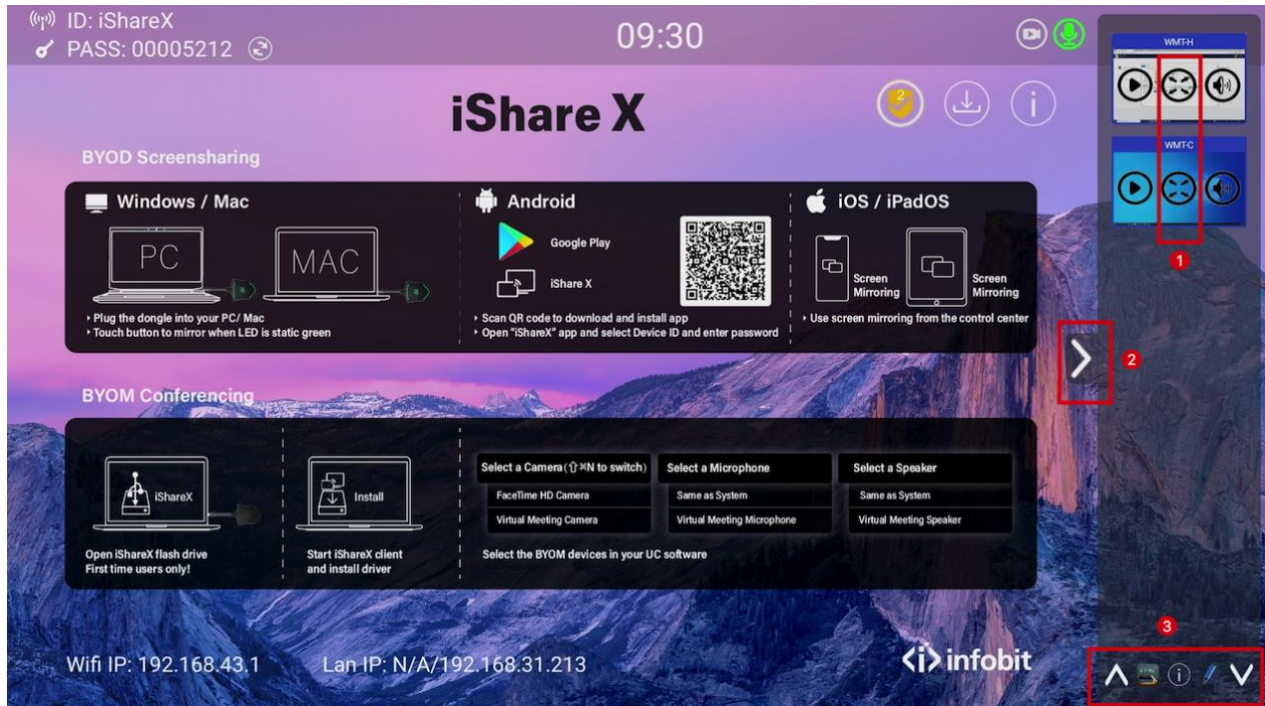 ID: iShareX
PASS: 00005212
09:30
2
iShare X
WMT-H
WMT-C
1
2
3
BYOD Screensharing
Windows / Mac
PC
MAC
‣ Plug the dongle into your PC/ Mac
‣ Touch button to mirror when LED is static green
Android
Google Play
iShare X
‣ Scan QR code to download and install app
‣ Open "iShareX" app and select Device ID and enter password
iOS / iPadOS
Screen
Mirroring
Screen
Mirroring
‣ Use screen mirroring from the control center
BYOM Conferencing
iShareX
Open iShareX flash drive
First time users only!
Install
Start iShareX client
and install driver
Select a Camera(⇧⌘N to switch)
FaceTime HD Camera
Virtual Meeting Camera
Select a Microphone
Same as System
Virtual Meeting Microphone
Select a Speaker
Same as System
Virtual Meeting Speaker
Select the BYOM devices in your UC software
Wifi IP: 192.168.43.1
Lan IP: N/A/192.168.31.213
<i> infobit